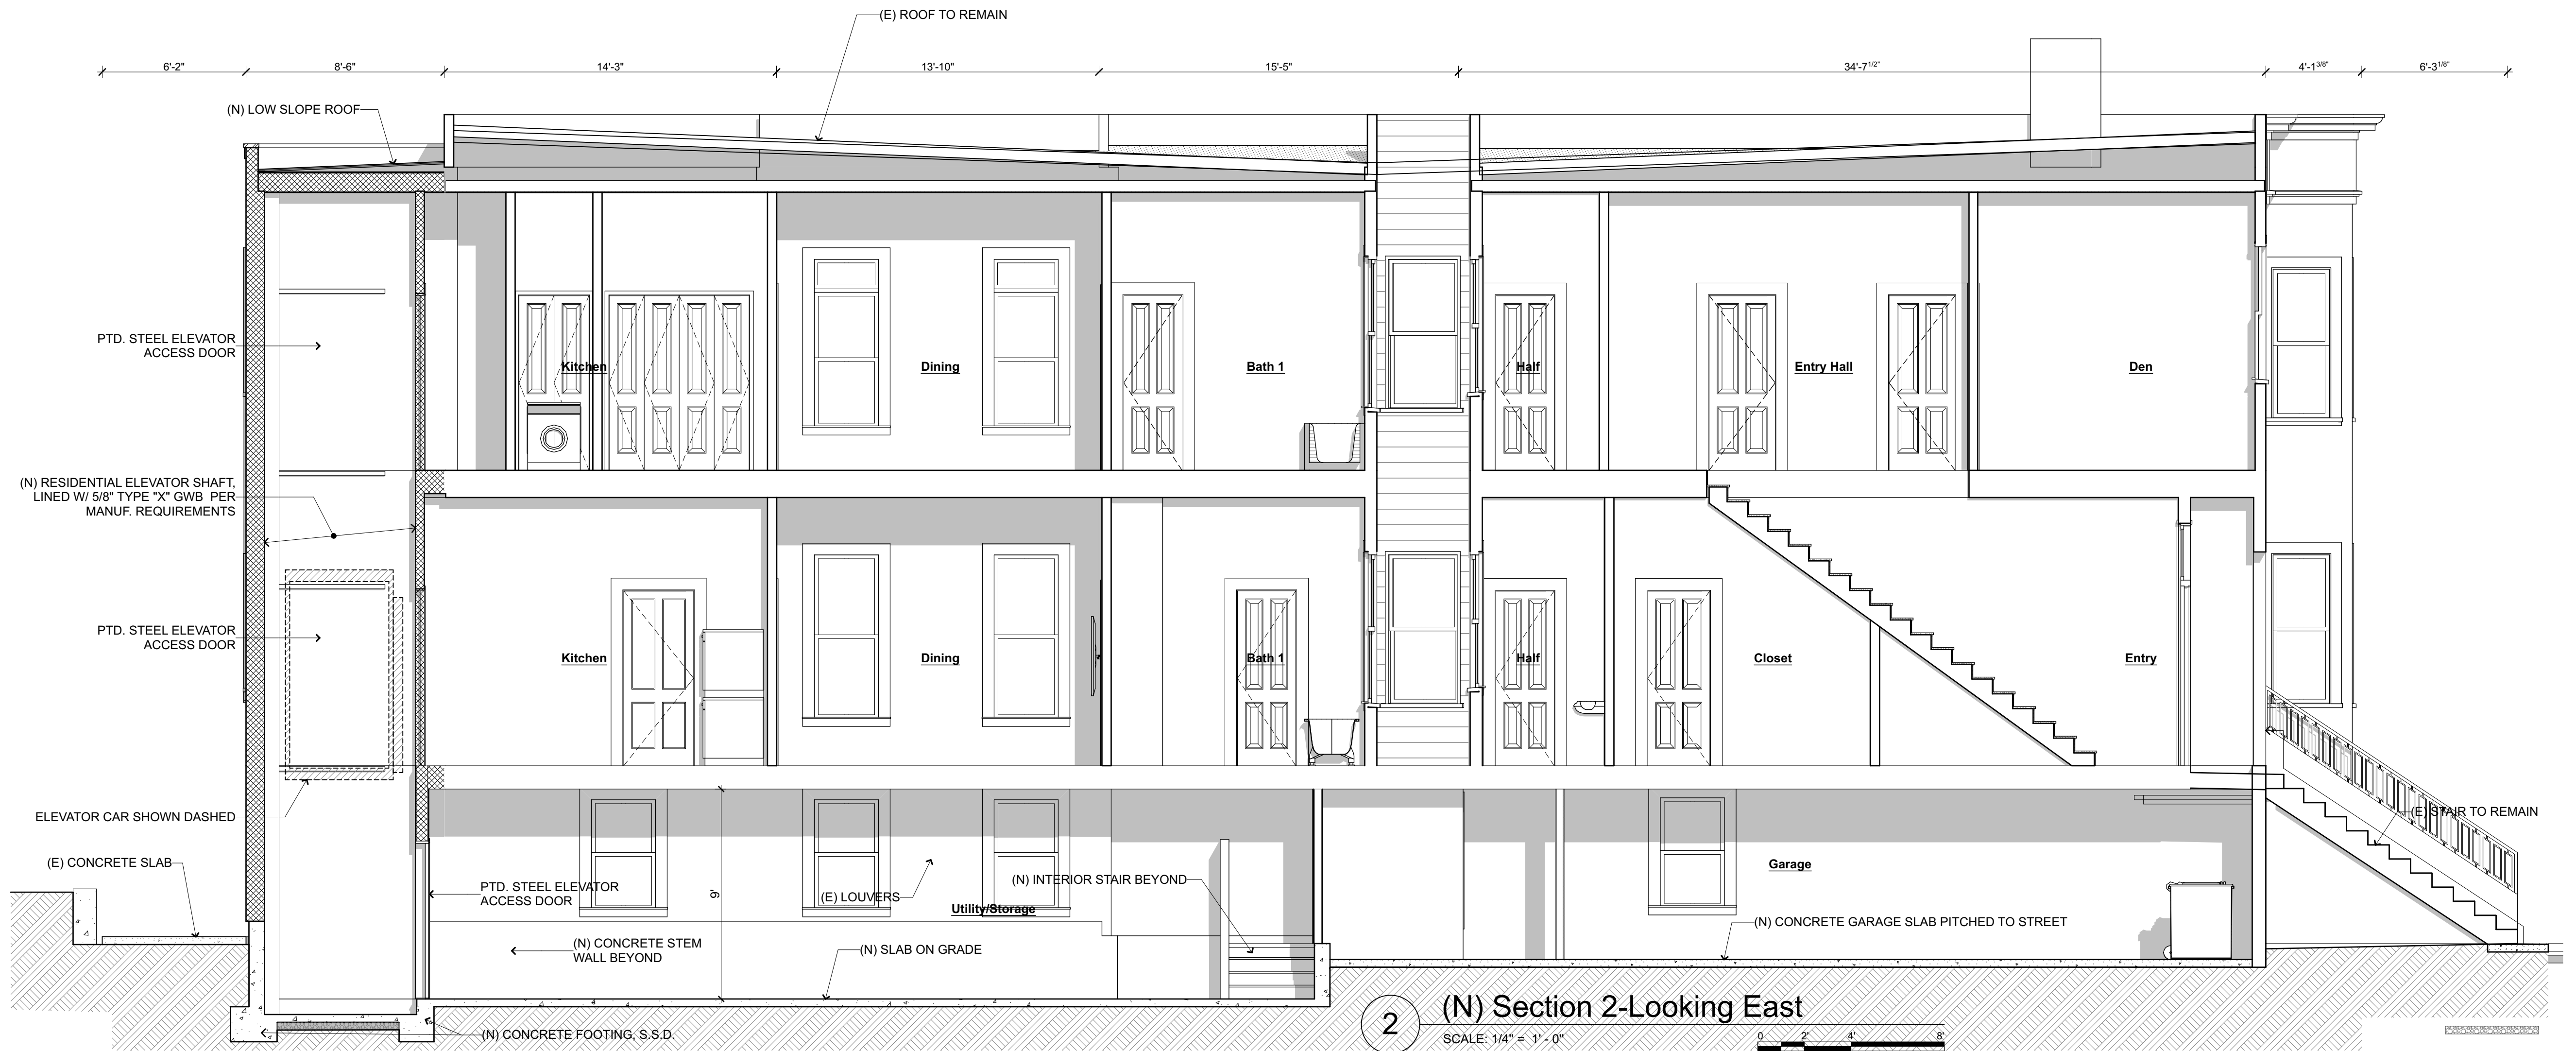 (E) ROOF TO REMAIN
6'-2" 8'-6" 14'-3" 13'-10" 15'-5" 34'-7 1/2" 4'-1 3/8" 6'-3 1/8"
(N) LOW SLOPE ROOF
PTD. STEEL ELEVATOR
ACCESS DOOR
Kitchen Dining Bath 1 Half Entry Hall Den
(N) RESIDENTIAL ELEVATOR SHAFT,
LINED W/ 5/8" TYPE "X" GWB PER
MANUF. REQUIREMENTS
PTD. STEEL ELEVATOR
ACCESS DOOR
Kitchen Dining Bath 1 Half Closet Entry
ELEVATOR CAR SHOWN DASHED
(E) STAIR TO REMAIN
(E) CONCRETE SLAB
Garage
PTD. STEEL ELEVATOR
ACCESS DOOR
9'
(E) LOUVERS
(N) INTERIOR STAIR BEYOND
Utility/Storage
(N) CONCRETE GARAGE SLAB PITCHED TO STREET
(N) CONCRETE STEM
WALL BEYOND
(N) SLAB ON GRADE
(N) CONCRETE FOOTING, S.S.D.
2
(N) Section 2-Looking East
SCALE: 1/4" = 1' - 0"
0 2' 4' 8'